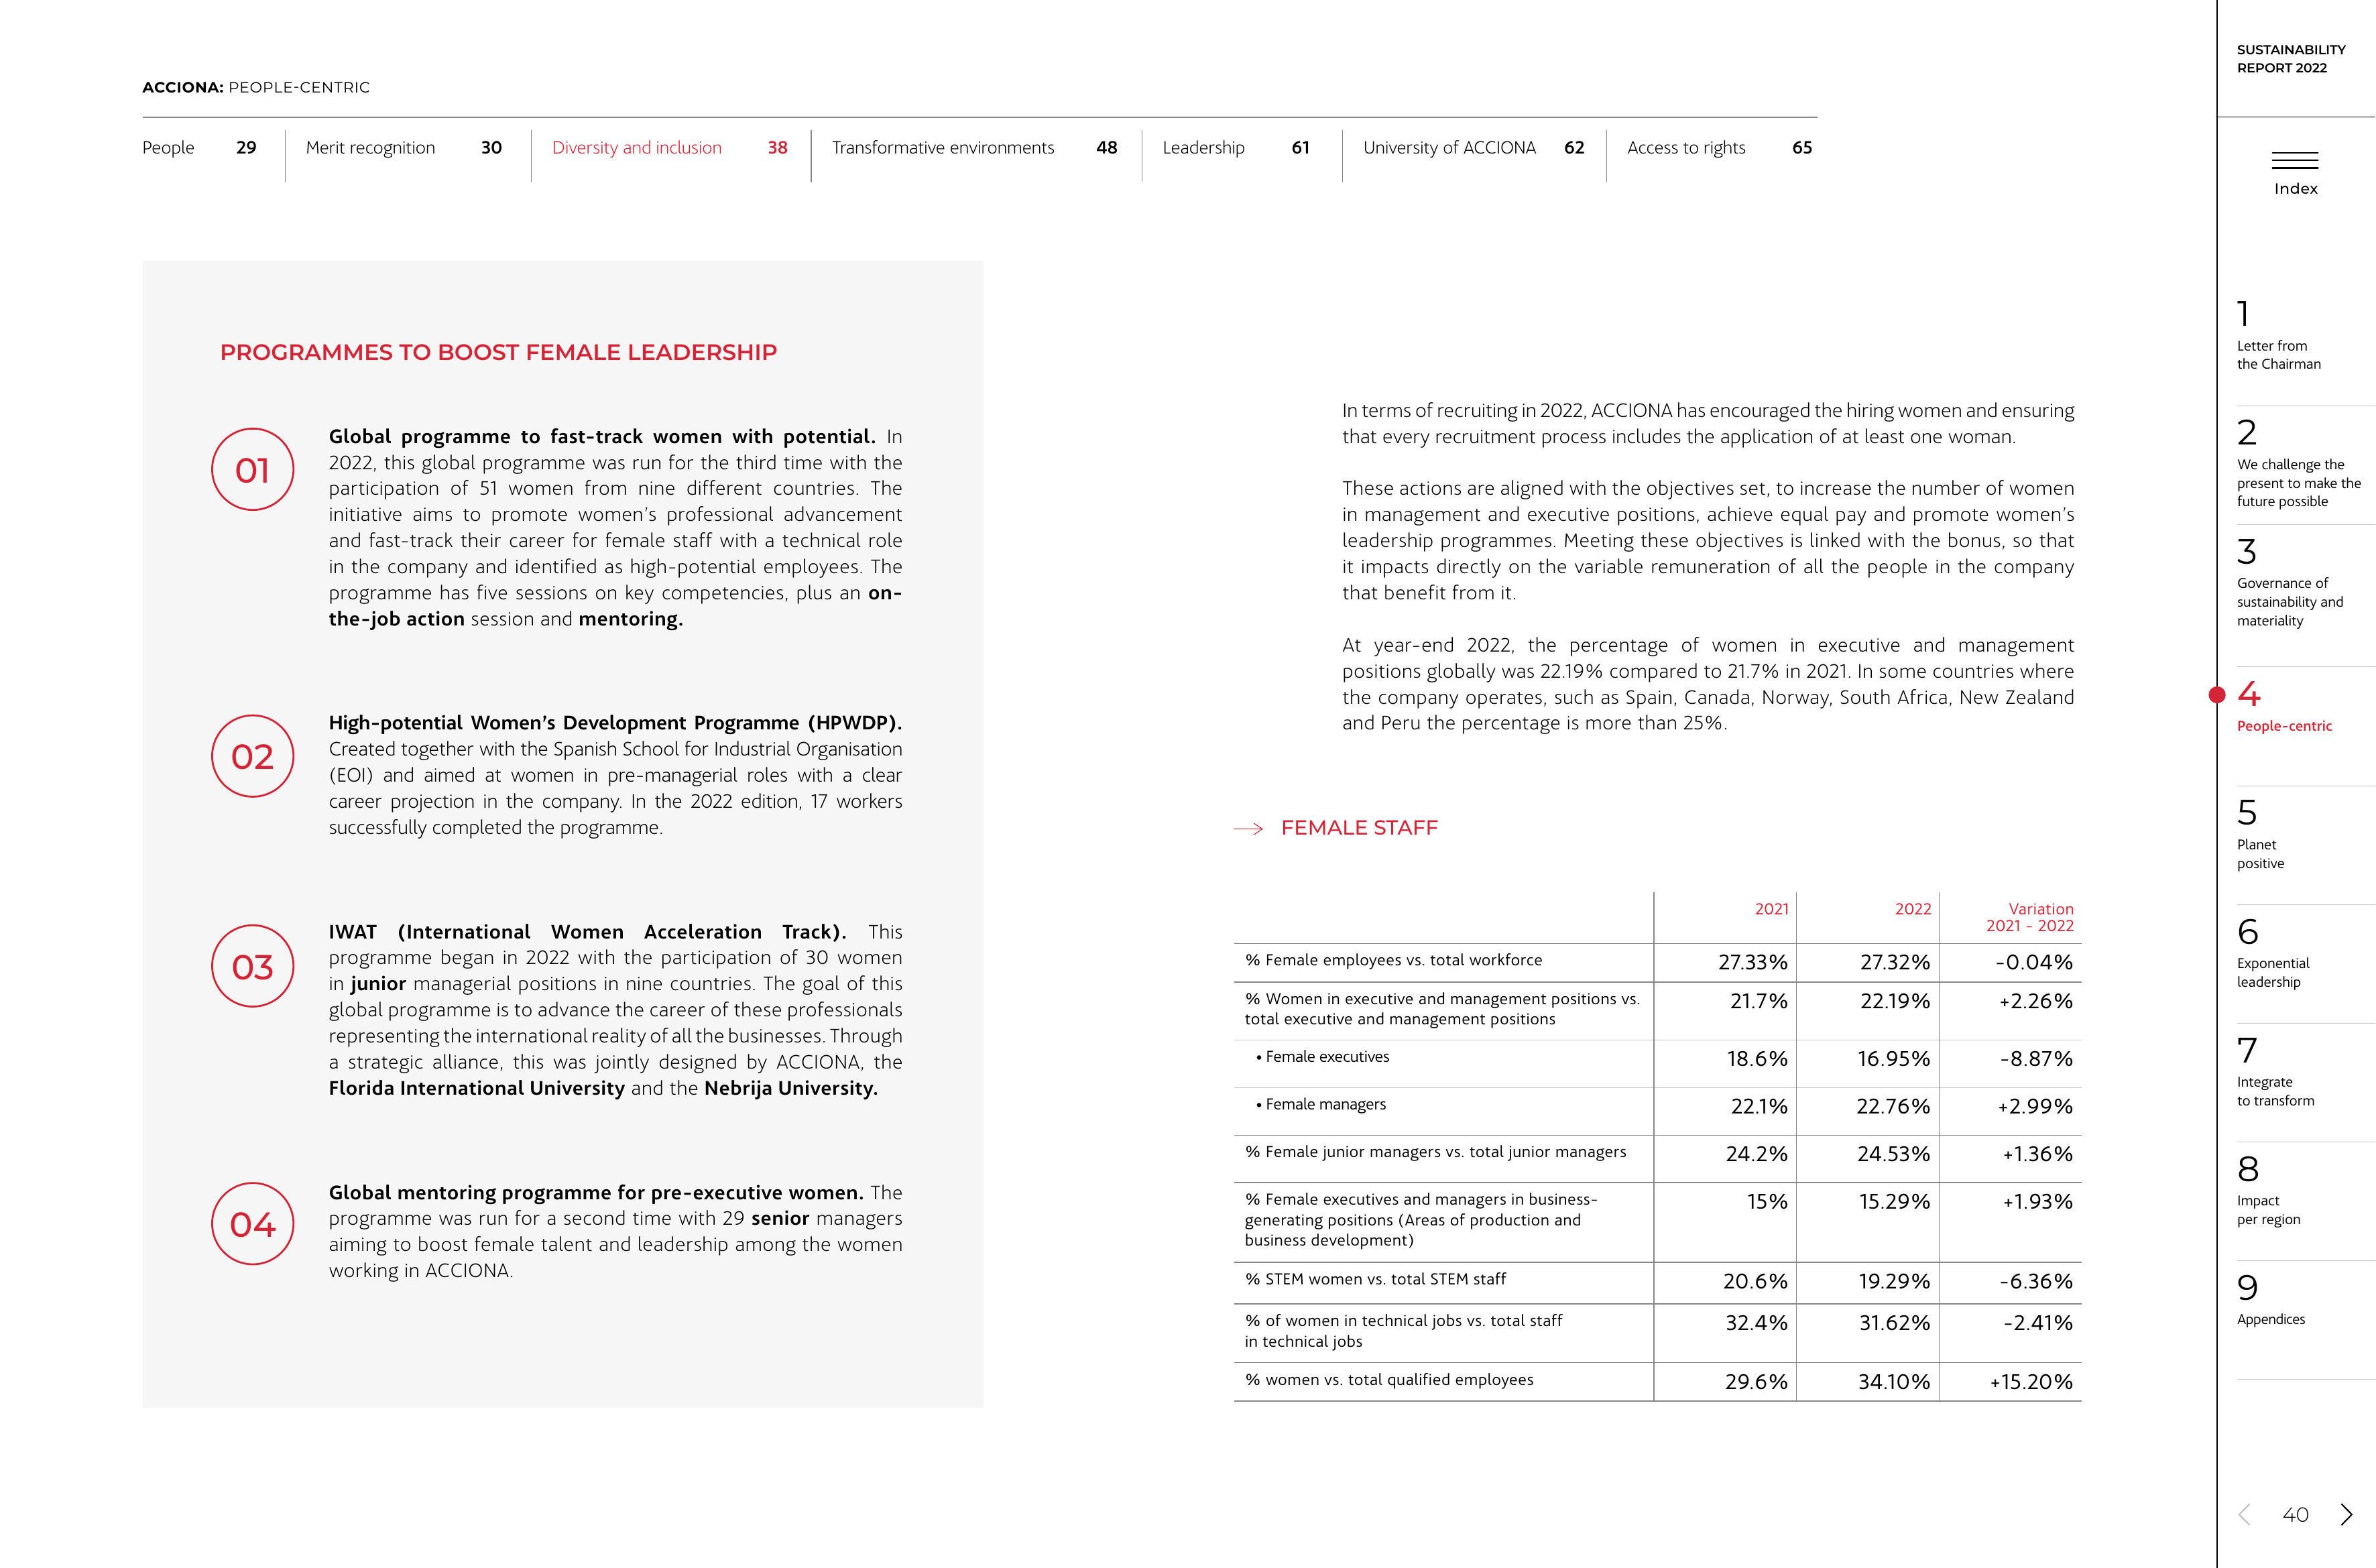 SUSTAINABILITY
REPORT 2022
ACCIONA: PEOPLE-CENTRIC
People 29 Merit recognition 30 Diversity and inclusion 38 Transformative environments 48 Leadership 61 University of ACCIONA 62 Access to rights 65
Index
PROGRAMMES TO BOOST FEMALE LEADERSHIP
01
Global programme to fast-track women with potential. In
2022, this global programme was run for the third time with the
participation of 51 women from nine different countries. The
initiative aims to promote women's professional advancement
and fast-track their career for female staff with a technical role
in the company and identified as high-potential employees. The
programme has five sessions on key competencies, plus an on-
the-job action session and mentoring.
02
High-potential Women's Development Programme (HPWDP).
Created together with the Spanish School for Industrial Organisation
(EOI) and aimed at women in pre-managerial roles with a clear
career projection in the company. In the 2022 edition, 17 workers
successfully completed the programme.
03
IWAT (International Women Acceleration Track). This
programme began in 2022 with the participation of 30 women
in junior managerial positions in nine countries. The goal of this
global programme is to advance the career of these professionals
representing the international reality of all the businesses. Through
a strategic alliance, this was jointly designed by ACCIONA, the
Florida International University and the Nebrija University.
04
Global mentoring programme for pre-executive women. The
programme was run for a second time with 29 senior managers
aiming to boost female talent and leadership among the women
working in ACCIONA.
In terms of recruiting in 2022, ACCIONA has encouraged the hiring women and ensuring
that every recruitment process includes the application of at least one woman.
These actions are aligned with the objectives set, to increase the number of women
in management and executive positions, achieve equal pay and promote women's
leadership programmes. Meeting these objectives is linked with the bonus, so that
it impacts directly on the variable remuneration of all the people in the company
that benefit from it.
At year-end 2022, the percentage of women in executive and management
positions globally was 22.19% compared to 21.7% in 2021. In some countries where
the company operates, such as Spain, Canada, Norway, South Africa, New Zealand
and Peru the percentage is more than 25%.
→ FEMALE STAFF
2021 2022 Variation
2021 - 2022
% Female employees vs. total workforce 27.33% 27.32% -0.04%
% Women in executive and management positions vs. 21.7% 22.19% +2.26%
total executive and management positions
• Female executives 18.6% 16.95% -8.87%
• Female managers 22.1% 22.76% +2.99%
% Female junior managers vs. total junior managers 24.2% 24.53% +1.36%
% Female executives and managers in business- 15% 15.29% +1.93%
generating positions (Areas of production and
business development)
% STEM women vs. total STEM staff 20.6% 19.29% -6.36%
% of women in technical jobs vs. total staff 32.4% 31.62% -2.41%
in technical jobs
% women vs. total qualified employees 29.6% 34.10% +15.20%
1
Letter from
the Chairman
2
We challenge the
present to make the
future possible
3
Governance of
sustainability and
materiality
4
People-centric
5
Planet
positive
6
Exponential
leadership
7
Integrate
to transform
8
Impact
per region
9
Appendices
40